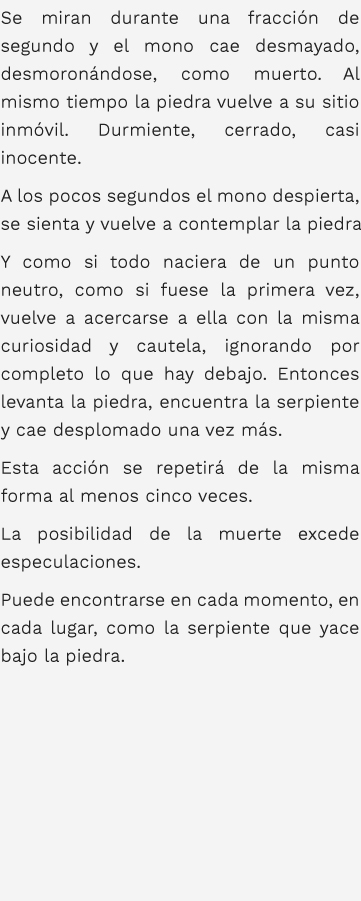 Se miran durante una fracción de
segundo y el mono cae desmayado,
desmoronándose, como muerto. Al
mismo tiempo la piedra vuelve a su sitio
inmóvil. Durmiente, cerrado, casi
inocente.
A los pocos segundos el mono despierta,
se sienta y vuelve a contemplar la piedra
Y como si todo naciera de un punto
neutro, como si fuese la primera vez,
vuelve a acercarse a ella con la misma
curiosidad y cautela, ignorando por
completo lo que hay debajo. Entonces
levanta la piedra, encuentra la serpiente
y cae desplomado una vez más.
Esta acción se repetirá de la misma
forma al menos cinco veces.
La posibilidad de la muerte excede
especulaciones.
Puede encontrarse en cada momento, en
cada lugar, como la serpiente que yace
bajo la piedra.